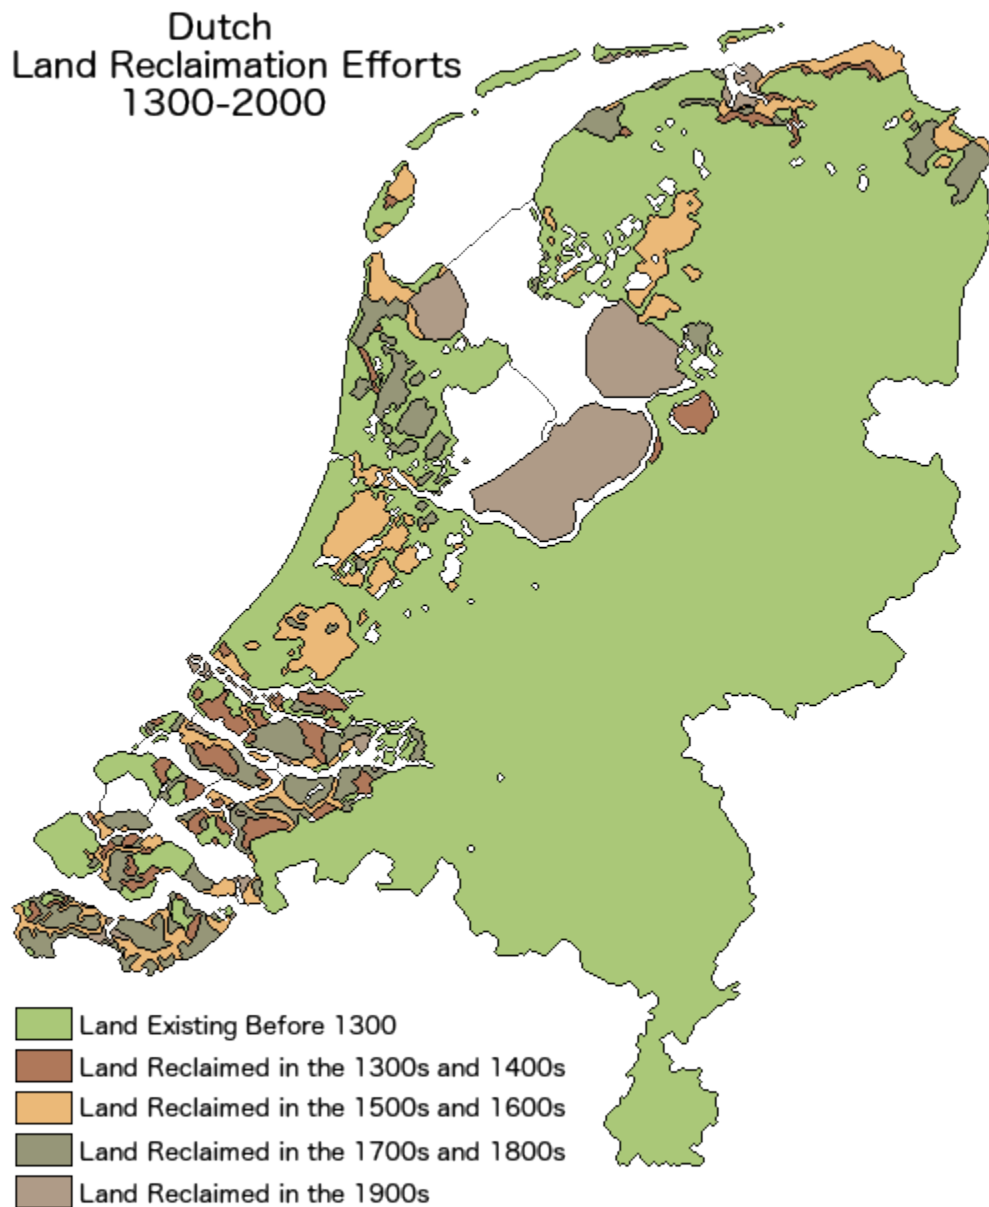 Dutch
Land Reclaimation Efforts
1300-2000
Land Existing Before 1300
Land Reclaimed in the 1300s and 1400s
Land Reclaimed in the 1500s and 1600s
Land Reclaimed in the 1700s and 1800s
Land Reclaimed in the 1900s